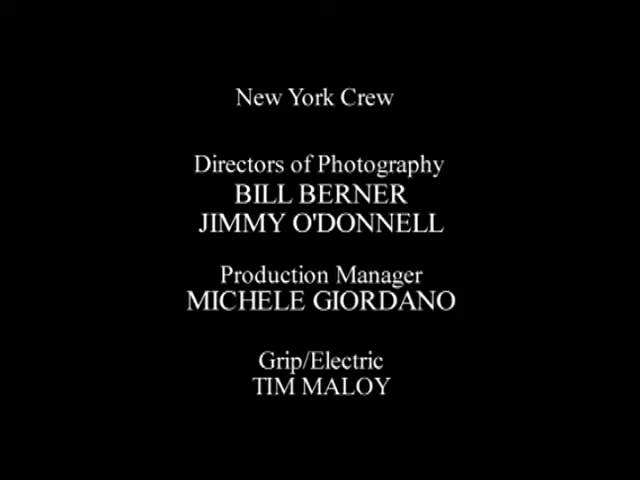 New York Crew
Directors of Photography
BILL BERNER
JIMMY O'DONNELL
Production Manager
MICHELE GIORDANO
Grip/Electric
TIM MALOY